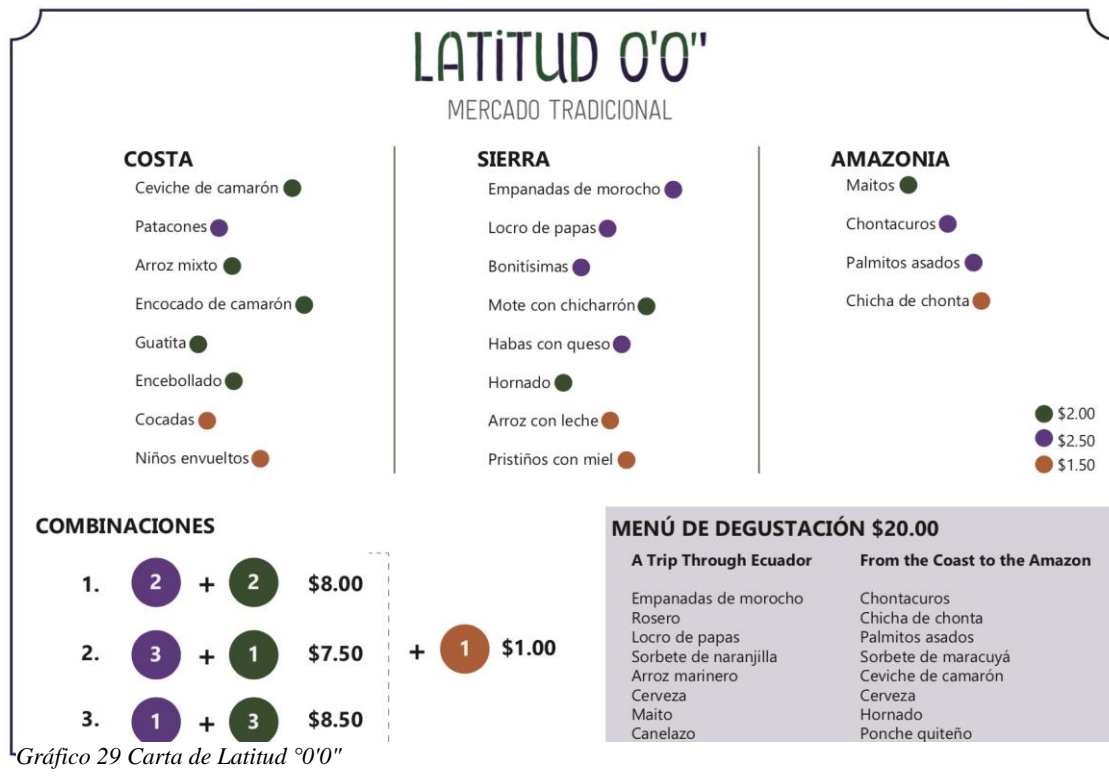 LATiTUD 0'0"
MERCADO TRADICIONAL
COSTA
Ceviche de camarón
Patacones
Arroz mixto
Encocado de camarón
Guatita
Encebollado
Cocadas
Niños envueltos
SIERRA
Empanadas de morocho
Locro de papas
Bonitísimas
Mote con chicharrón
Habas con queso
Hornado
Arroz con leche
Pristiños con miel
AMAZONIA
Maitos
Chontacuros
Palmitos asados
Chicha de chonta
$2.00
$2.50
$1.50
COMBINACIONES
1. 2 + 2 $8.00
2. 3 + 1 $7.50
3. 1 + 3 $8.50
+ 1 $1.00
MENÚ DE DEGUSTACIÓN $20.00
A Trip Through Ecuador
Empanadas de morocho
Rosero
Locro de papas
Sorbete de naranjilla
Arroz marinero
Cerveza
Maito
Canelazo
From the Coast to the Amazon
Chontacuros
Chicha de chonta
Palmitos asados
Sorbete de maracuyá
Ceviche de camarón
Cerveza
Hornado
Ponche quiteño
Gráfico 29 Carta de Latitud °0'0"